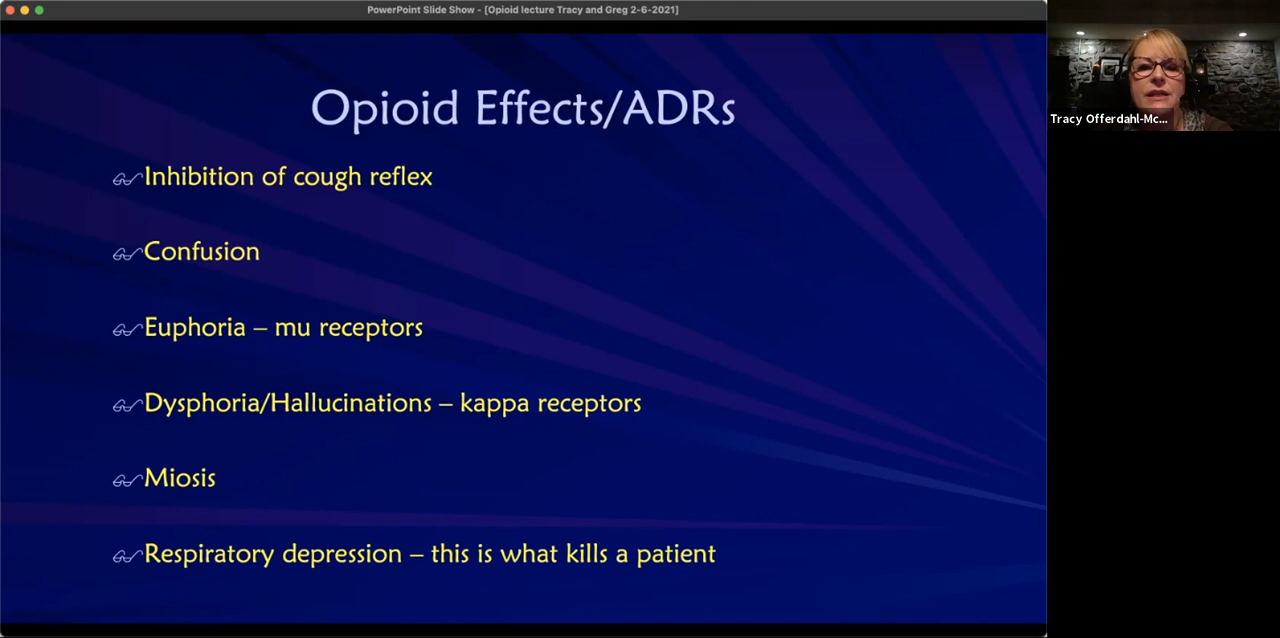 PowerPoint Slide Show - [Opioid lecture Tracy and Greg 2-6-2021]
Opioid Effects/ADRs
Inhibition of cough reflex
Confusion
Euphoria – mu receptors
Dysphoria/Hallucinations – kappa receptors
Miosis
Respiratory depression – this is what kills a patient
Tracy Offerdahl-Mc...